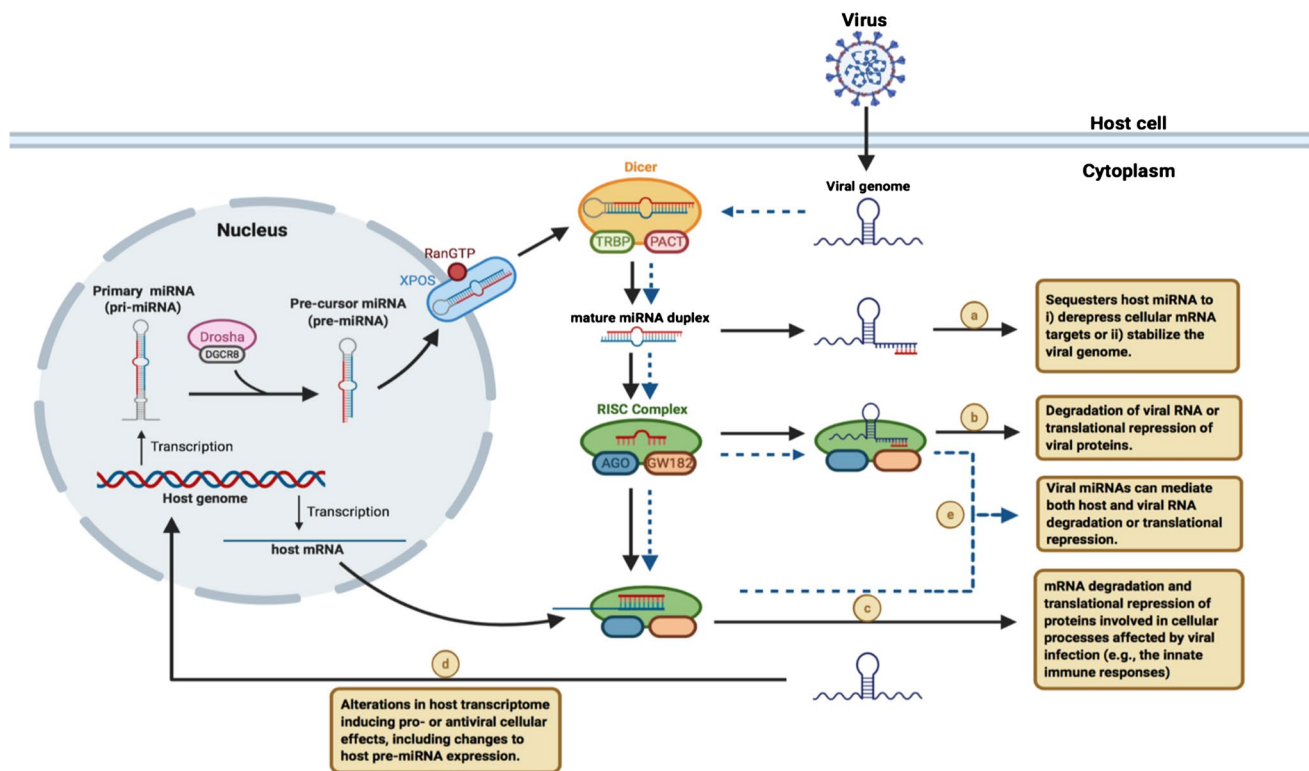 Virus
Host cell
Cytoplasm
Dicer
Viral genome
TRBP
PACT
Nucleus
RanGTP
XPOS
Primary miRNA
(pri-miRNA)
Pre-cursor miRNA
(pre-miRNA)
Drosha
DGCR8
mature miRNA duplex
a
Sequesters host miRNA to
i) derepress cellular mRNA
targets or ii) stabilize the
viral genome.
RISC Complex
AGO
GW182
b
Degradation of viral RNA or
translational repression of
viral proteins.
Transcription
Host genome
Transcription
host mRNA
e
Viral miRNAs can mediate
both host and viral RNA
degradation or translational
repression.
c
mRNA degradation and
translational repression of
proteins involved in cellular
processes affected by viral
infection (e.g., the innate
immune responses)
d
Alterations in host transcriptome
inducing pro- or antiviral cellular
effects, including changes to
host pre-miRNA expression.